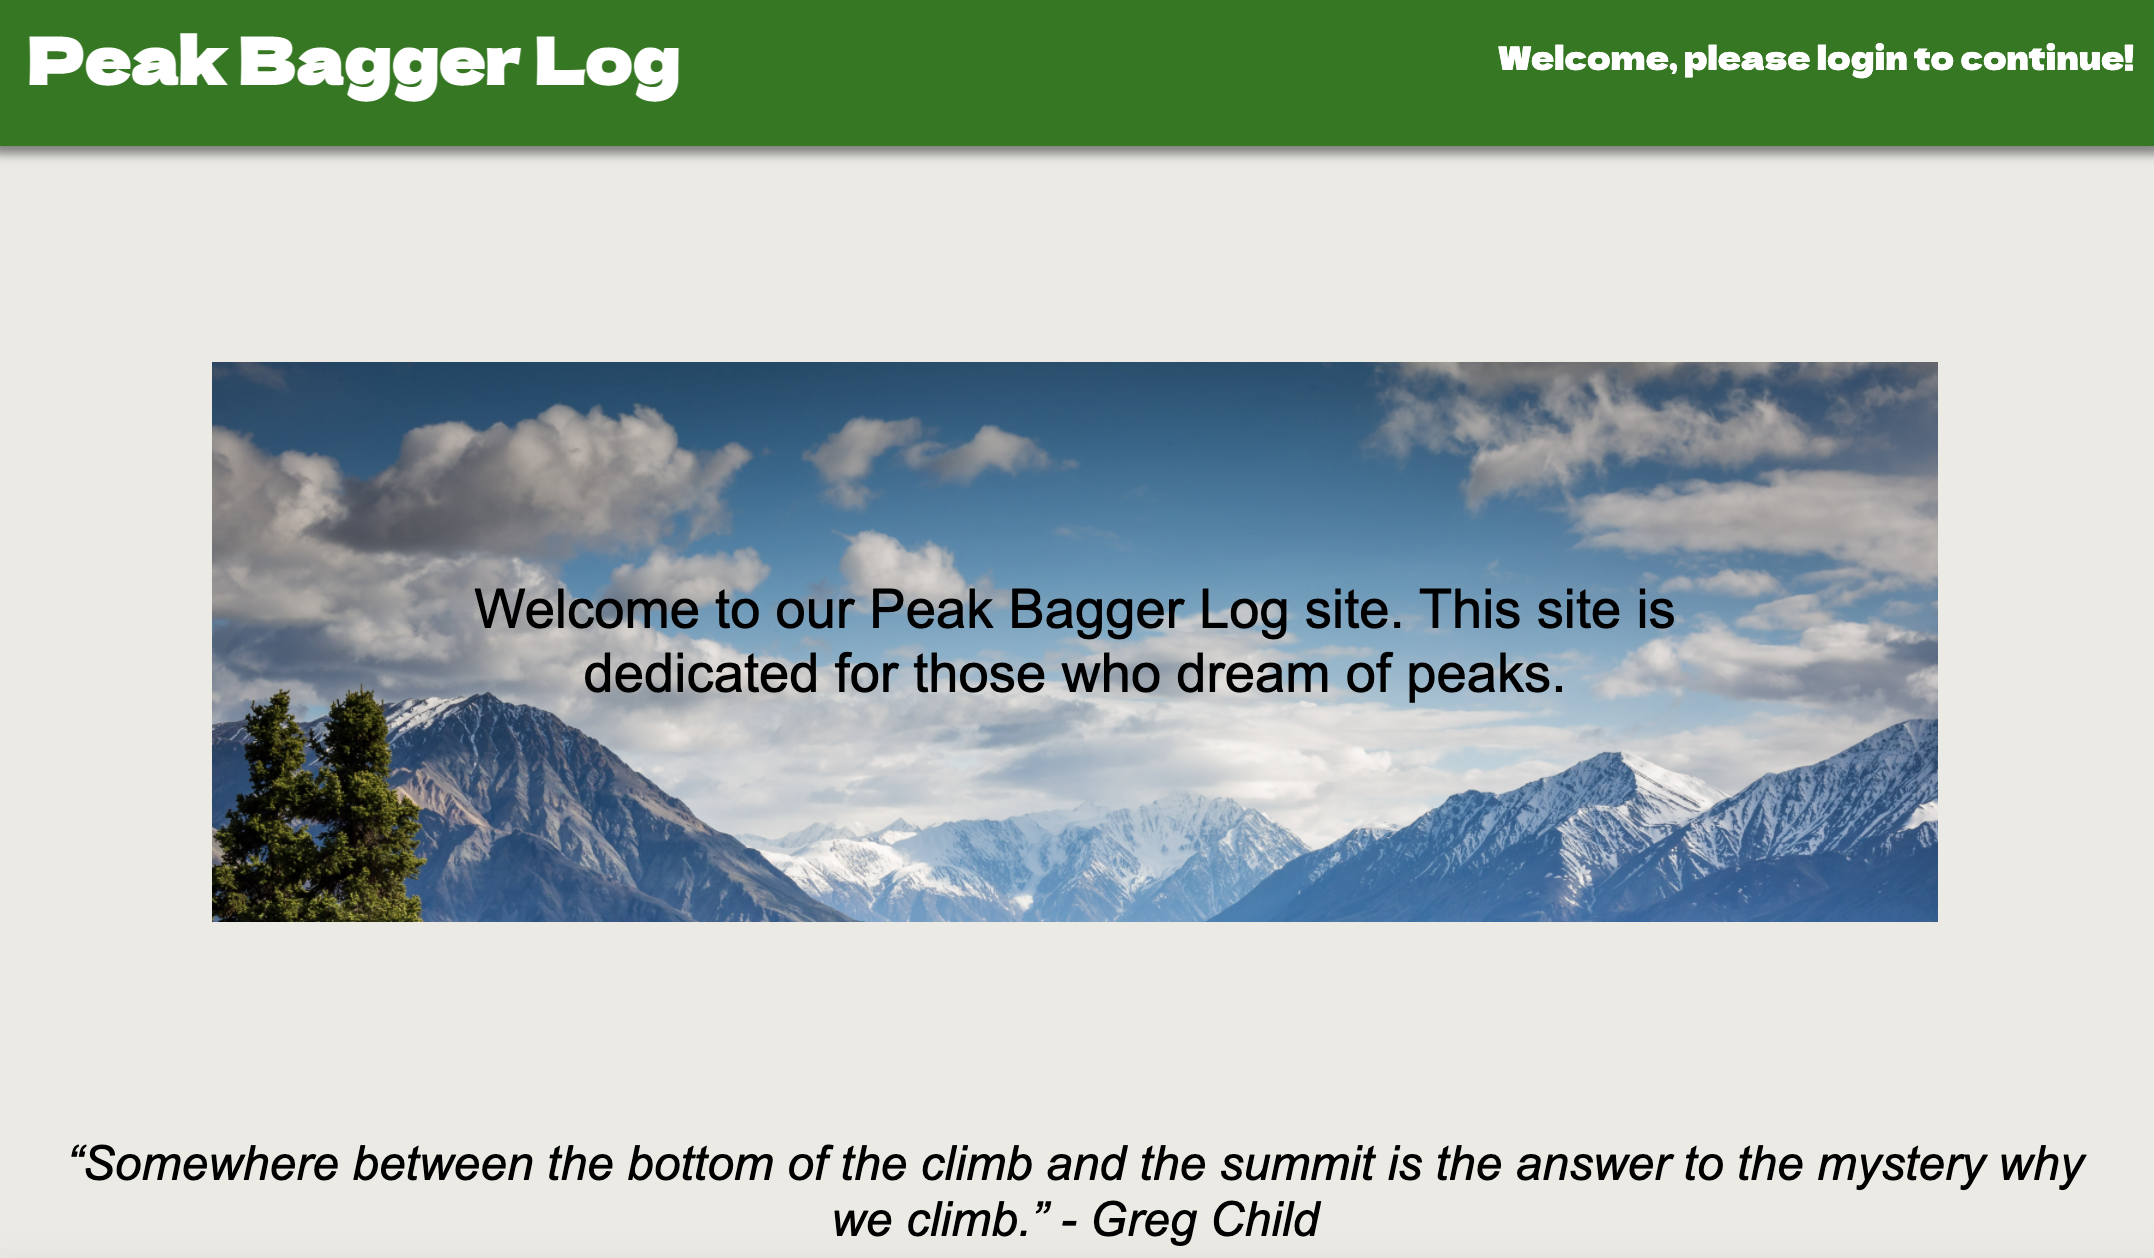 Peak Bagger Log
Welcome, please login to continue!
Welcome to our Peak Bagger Log site. This site is
dedicated for those who dream of peaks.
“Somewhere between the bottom of the climb and the summit is the answer to the mystery why
we climb.” - Greg Child